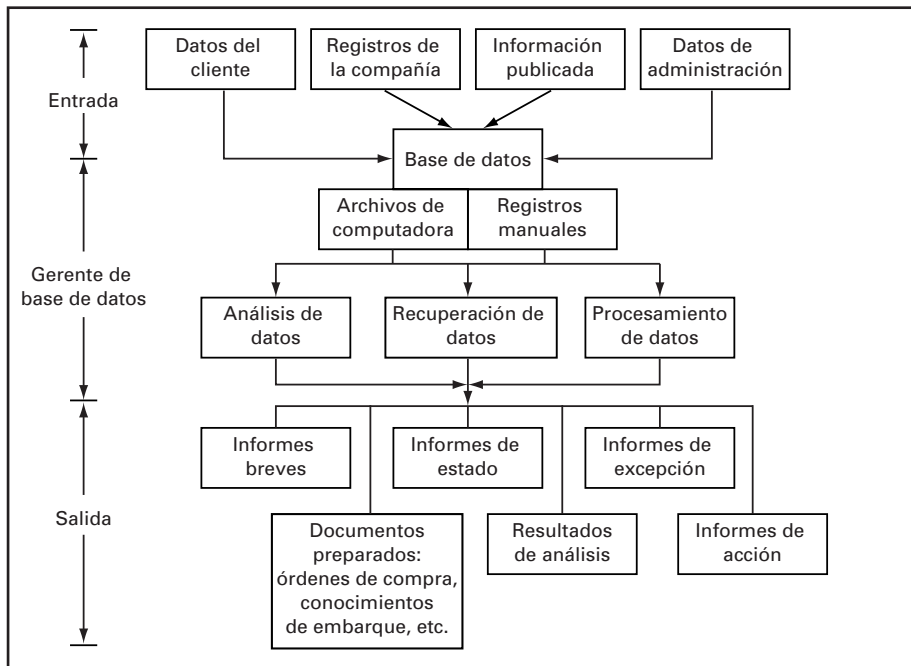 Entrada
Datos del
cliente
Registros de
la compañía
Información
publicada
Datos de
administración
Base de datos
Archivos de
computadora
Registros
manuales
Gerente de
base de datos
Análisis de
datos
Recuperación de
datos
Procesamiento
de datos
Salida
Informes
breves
Informes de
estado
Informes de
excepción
Documentos
preparados:
órdenes de compra,
conocimientos
de embarque, etc.
Resultados
de análisis
Informes de
acción